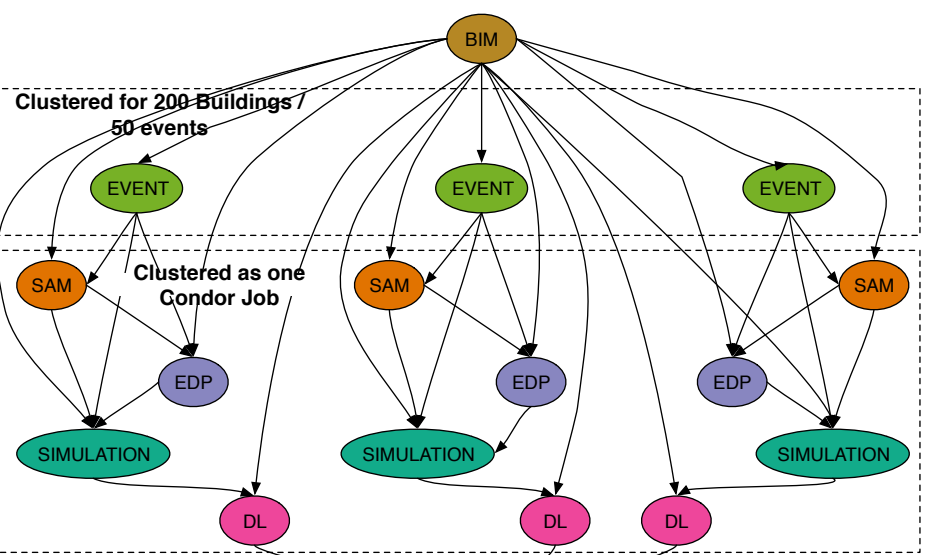 BIM
Clustered for 200 Buildings /
50 events
EVENT
EVENT
EVENT
Clustered as one
Condor Job
SAM
SAM
SAM
EDP
EDP
EDP
SIMULATION
SIMULATION
SIMULATION
DL
DL
DL